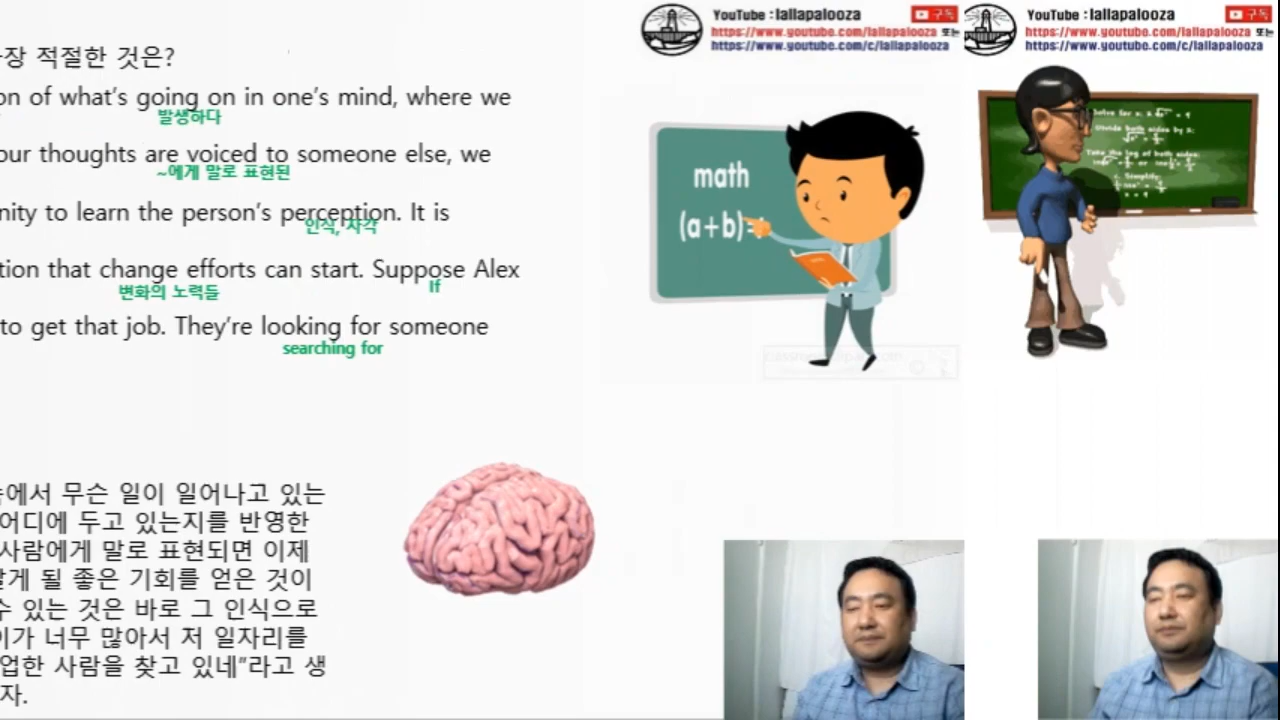 장 적절한 것은?
on of what's going on in one's mind, where we
발생하다
our thoughts are voiced to someone else, we
~에게 말로 표현된
nity to learn the person's perception. It is
인식, 자각
tion that change efforts can start. Suppose Alex
변화의 노력들
If
to get that job. They're looking for someone
searching for
에서 무슨 일이 일어나고 있는
어디에 두고 있는지를 반영한
사람에게 말로 표현되면 이제
게 될 좋은 기회를 얻은 것이
수 있는 것은 바로 그 인식으로
이가 너무 많아서 저 일자리를
업한 사람을 찾고 있네"라고 생
자.
YouTube : lallapalooza
구독
https://www.youtube.com/lallapalooza 또는
https://www.youtube.com/c/lallapalooza
math
(a+b)=
YouTube : lallapalooza
구독
https://www.youtube.com/lallapalooza 또는
https://www.youtube.com/c/lallapalooza